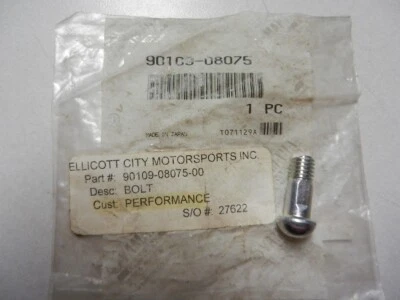 90109-08075
1 PC
MADE IN JAPAN T071129A
ELLICOTT CITY MOTORSPORTS INC
Part #: 90109-08075-00
Desc: BOLT
Cust: PERFORMANCE
S/O #: 27622